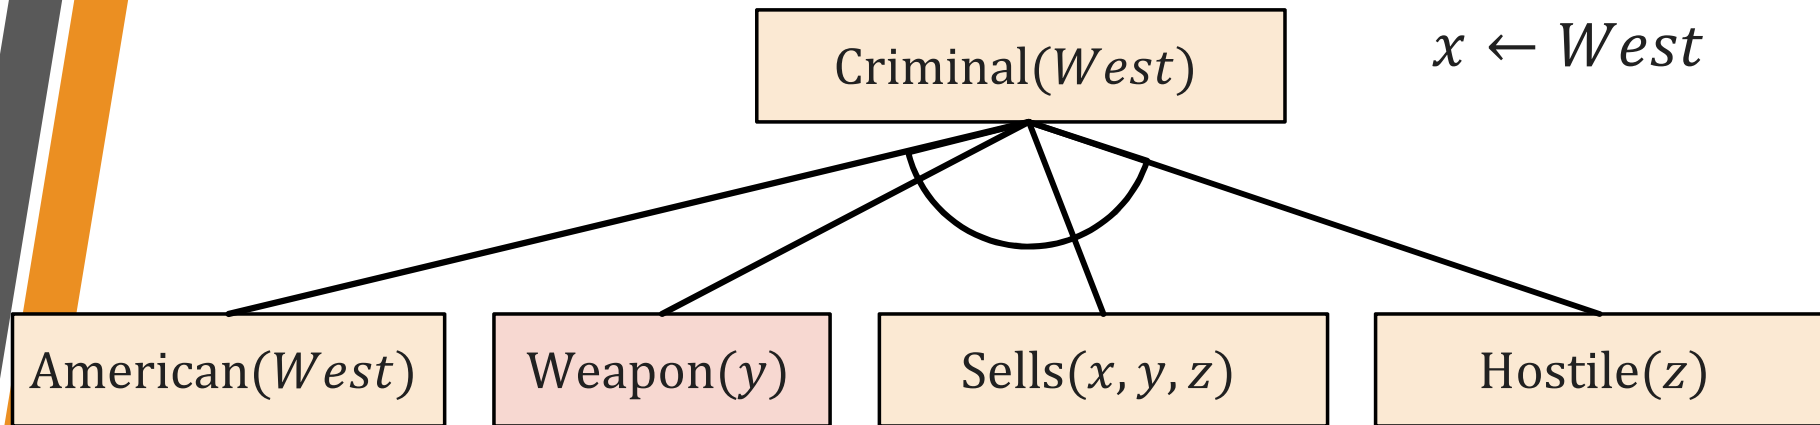 Criminal(West)
x ← West
American(West)
Weapon(y)
Sells(x, y, z)
Hostile(z)